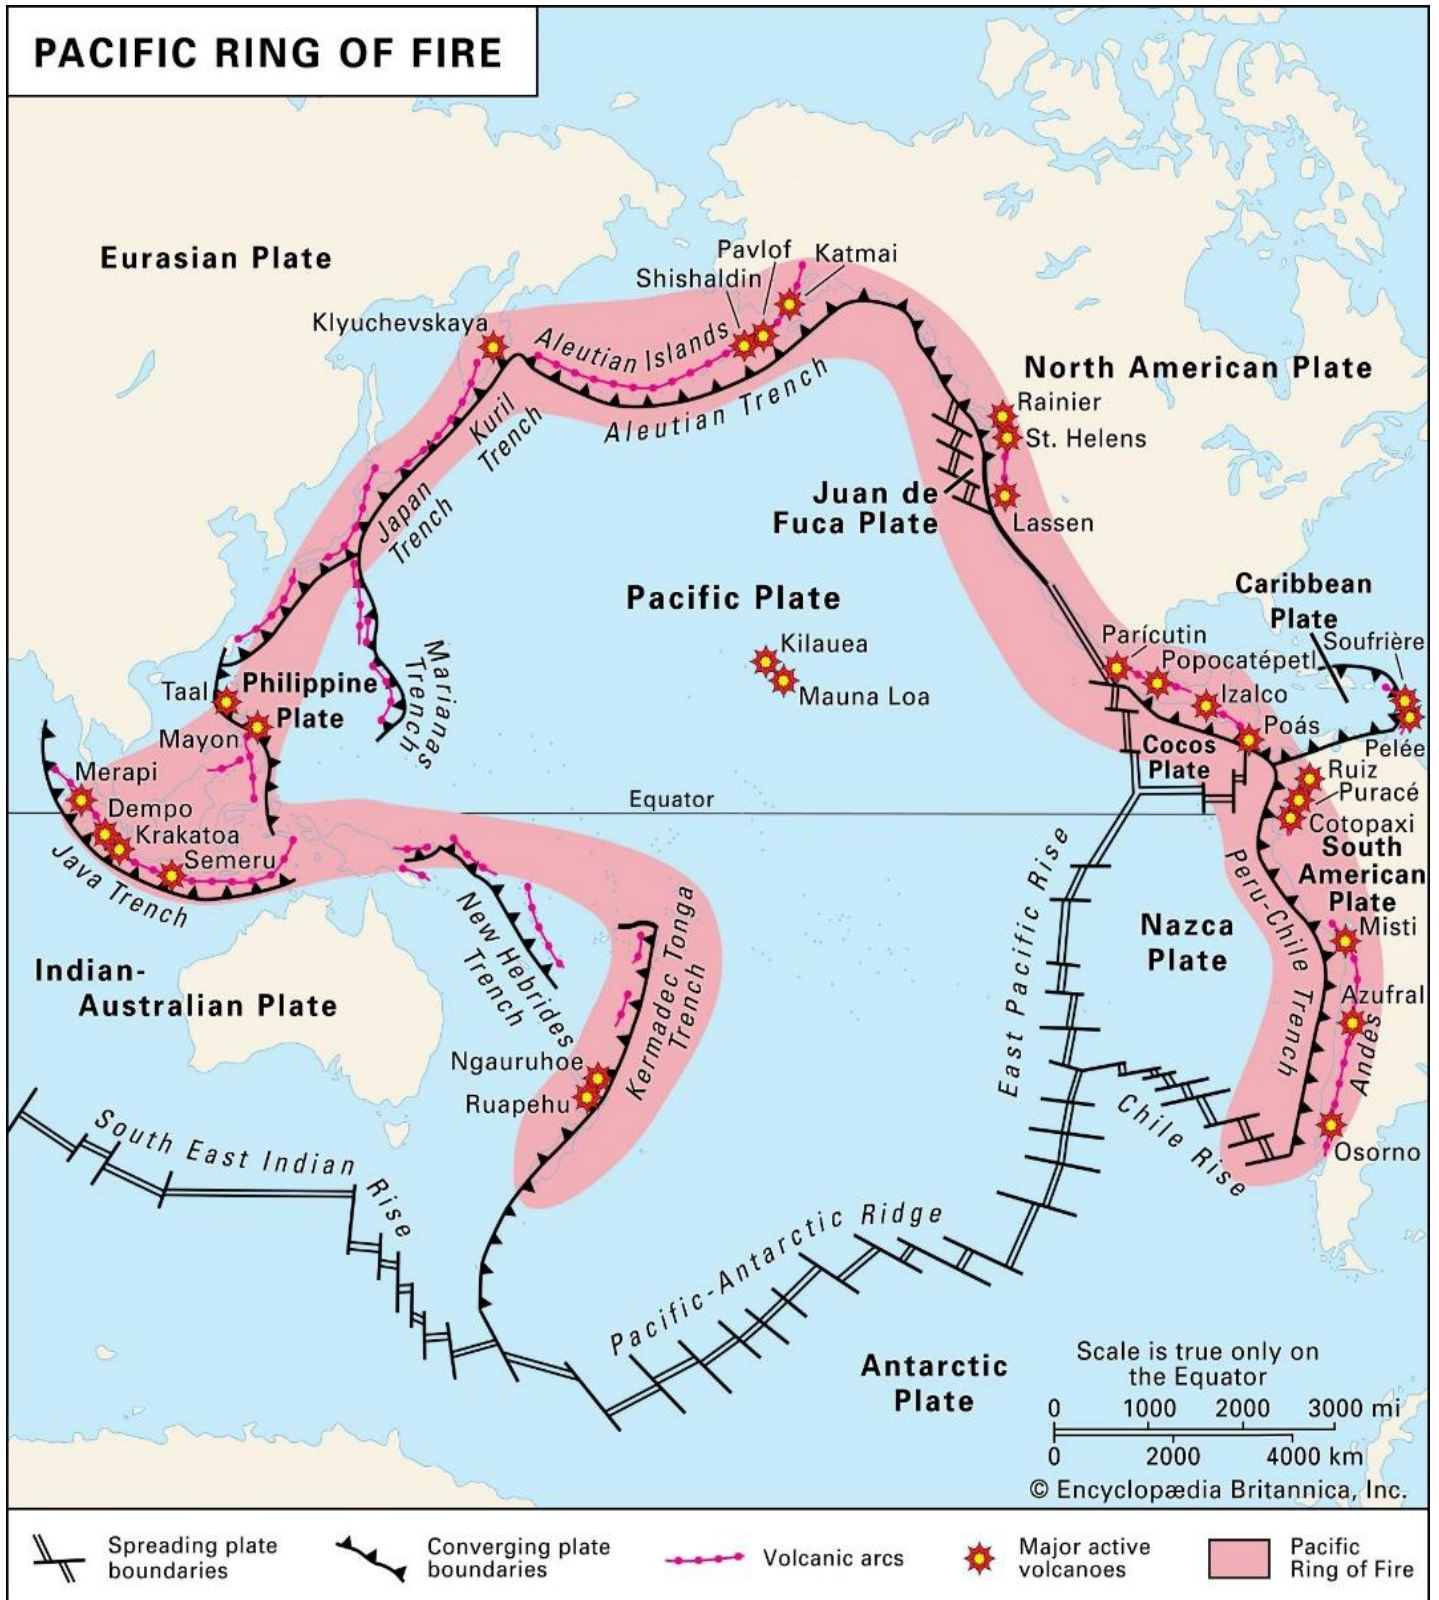 PACIFIC RING OF FIRE
Eurasian Plate
Pavlof
Katmai
Shishaldin
Klyuchevskaya
Aleutian Islands
Aleutian Trench
Kuril
Trench
Japan
Trench
North American Plate
Rainier
St. Helens
Juan de
Fuca Plate
Lassen
Pacific Plate
Kilauea
Mauna Loa
Caribbean
Plate
Soufrière
Parícutin
Popocatépetl
Izalco
Poás
Pelée
Cocos
Plate
Ruiz
Puracé
Cotopaxi
South
American
Plate
Misti
Taal
Philippine
Plate
Mayon
Marianas
Trench
Merapi
Dempo
Krakatoa
Semeru
Java Trench
Equator
New Hebrides
Trench
Kermadec Tonga
Trench
Indian-
Australian Plate
Ngauruhoe
Ruapehu
East Pacific Rise
Nazca
Plate
Peru-Chile Trench
Azufral
Andes
Chile Rise
Osorno
South East Indian Rise
Pacific-Antarctic Ridge
Antarctic
Plate
Scale is true only on
the Equator
0 1000 2000 3000 mi
0 2000 4000 km
© Encyclopædia Britannica, Inc.
Spreading plate
boundaries
Converging plate
boundaries
Volcanic arcs
Major active
volcanoes
Pacific
Ring of Fire